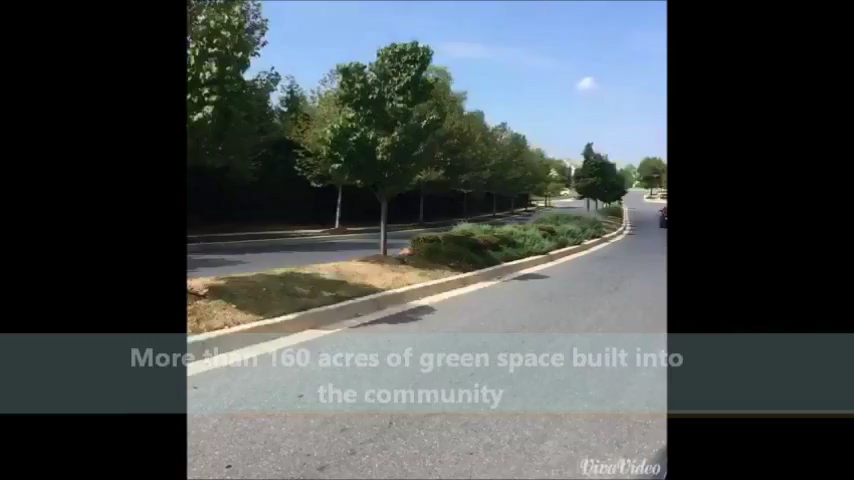 More than 160 acres of green space built into
the community
VivaVideo